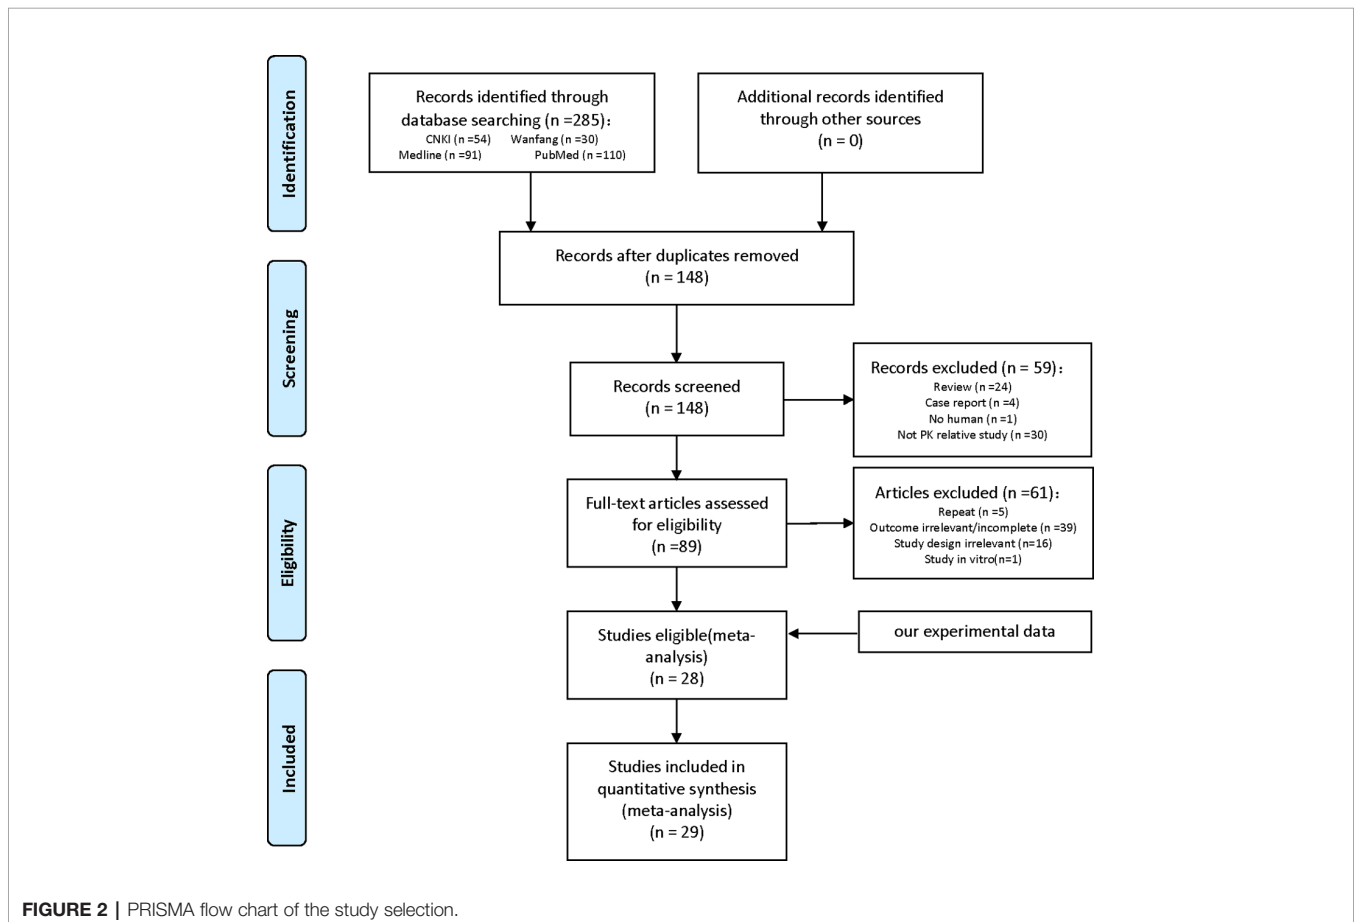 Identification
Records identified through
database searching (n =285)：
CNKI (n =54) Wanfang (n =30)
Medline (n =91) PubMed (n =110)
Additional records identified
through other sources
(n = 0)
Records after duplicates removed
(n = 148)
Screening
Records screened
(n = 148)
Records excluded (n = 59)：
Review (n =24)
Case report (n =4)
No human (n =1)
Not PK relative study (n =30)
Eligibility
Full-text articles assessed
for eligibility
(n =89)
Articles excluded (n =61)：
Repeat (n =5)
Outcome irrelevant/incomplete (n =39)
Study design irrelevant (n=16)
Study in vitro(n=1)
Studies eligible(meta-
analysis)
(n = 28)
our experimental data
Included
Studies included in
quantitative synthesis
(meta-analysis)
(n = 29)
FIGURE 2 | PRISMA flow chart of the study selection.